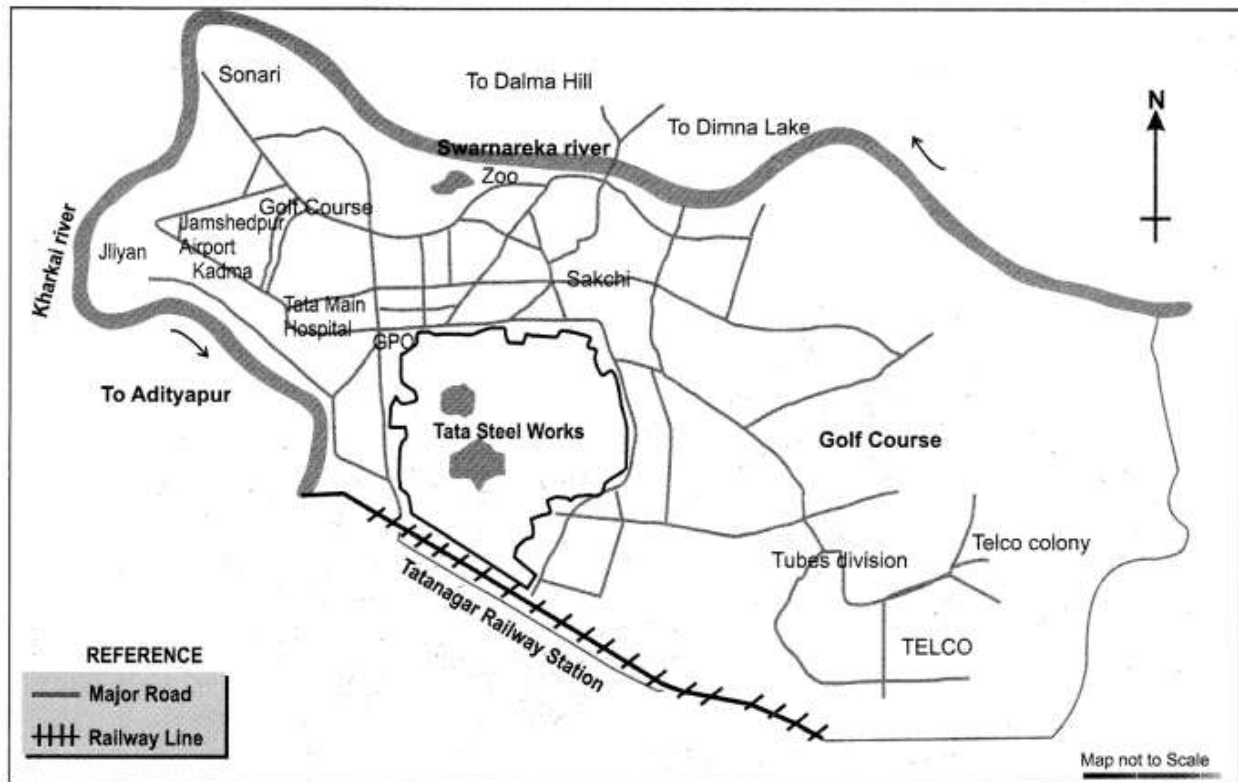 Sonari
To Dalma Hill
N
To Dimna Lake
Swarnareka river
Zoo
Golf Course
Jamshedpur
Airport
Kadma
Jliyan
Kharkai river
Sakchi
Tata Main
Hospital
GPO
To Adityapur
Tata Steel Works
Golf Course
Tubes division
Telco colony
TELCO
Tatanagar Railway Station
REFERENCE
Major Road
Railway Line
Map not to Scale